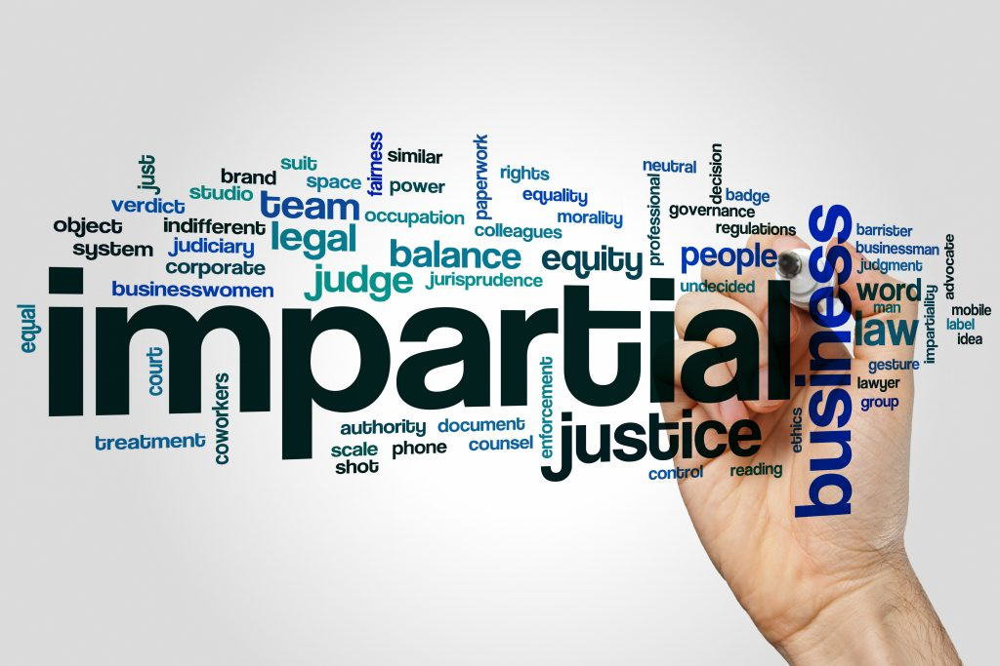 just
suit
fairness
similar
paperwork
rights
neutral
decision
brand
space
power
studio
equality
professional
badge
verdict
team
occupation
morality
governance
object
indifferent
legal
colleagues
regulations
business
barrister
system
judiciary
balance
equity
people
businessman
advocate
corporate
judge
jurisprudence
judgment
businesswomen
undecided
word
impartiality
equal
impartial
man
mobile
law
label
idea
court
coworkers
enforcement
gesture
lawyer
group
treatment
authority
document
justice
ethics
scale
phone
counsel
shot
control
reading